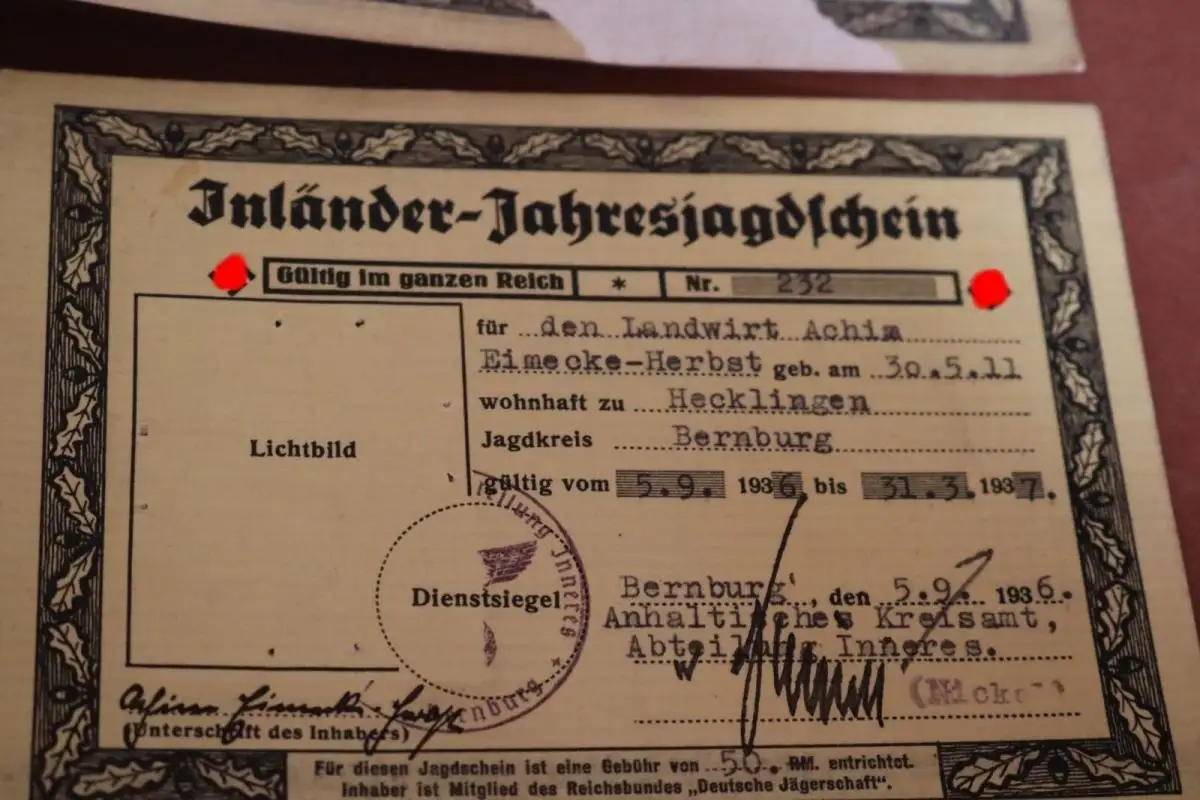 Inländer-Jahresjagdschein
Gültig im ganzen Reich * Nr. 232
für den Landwirt Achim
Eimecke-Herbst geb. am 30.5.11
wohnhaft zu Hecklingen
Jagdkreis Bernburg
Lichtbild
gültig vom 5.9. 1936 bis 31.3. 1937.
Dienstsiegel
Inneres
Bernburg, den 5.9. 1936.
Anhaltisches Kreisamt,
Abteilung Inneres.
Achim Eimecke-
(Unterschrift des Inhabers)
Für diesen Jagdschein ist eine Gebühr von 50. RM. entrichtet.
Inhaber ist Mitglied des Reichsbundes „Deutsche Jägerschaft“.